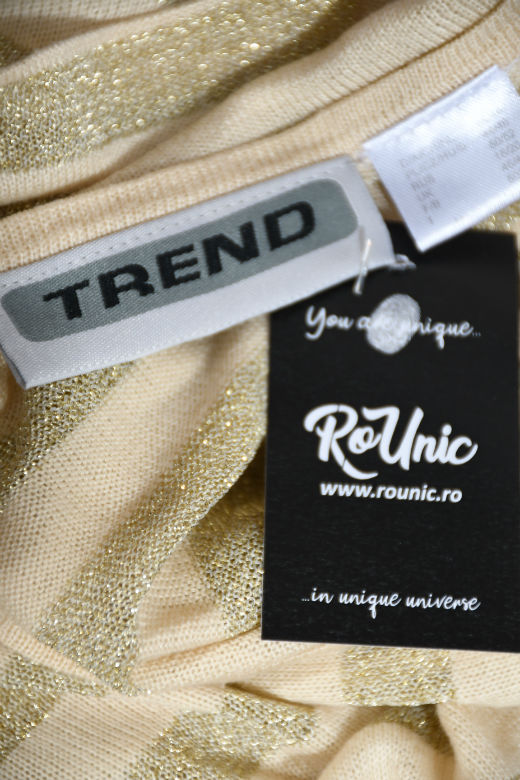 TREND
You are unique...
RoUnic
www.rounic.ro
...in unique universe